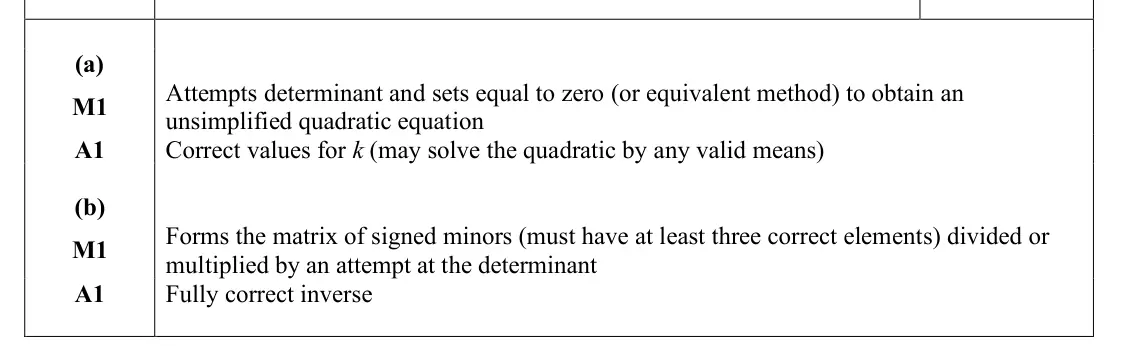 (a)
M1 Attempts determinant and sets equal to zero (or equivalent method) to obtain an
unsimplified quadratic equation
A1 Correct values for k (may solve the quadratic by any valid means)
(b)
M1 Forms the matrix of signed minors (must have at least three correct elements) divided or
multiplied by an attempt at the determinant
A1 Fully correct inverse